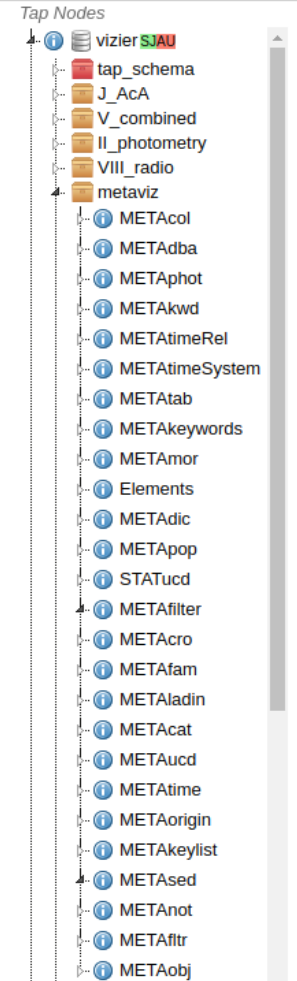 Tap Nodes
vizier SJAU
tap_schema
J_AcA
V_combined
II_photometry
VIII_radio
metaviz
METAcol
METAdba
METAphot
METAkwd
METAtimeRel
METAtimeSystem
METAtab
METAkeywords
METAmor
Elements
METAdic
METApop
STATucd
METAfilter
METAcro
METAfam
METAladin
METAcat
METAucd
METAtime
METAorigin
METAkeylist
METAsed
METAnot
METAfltr
METAobj